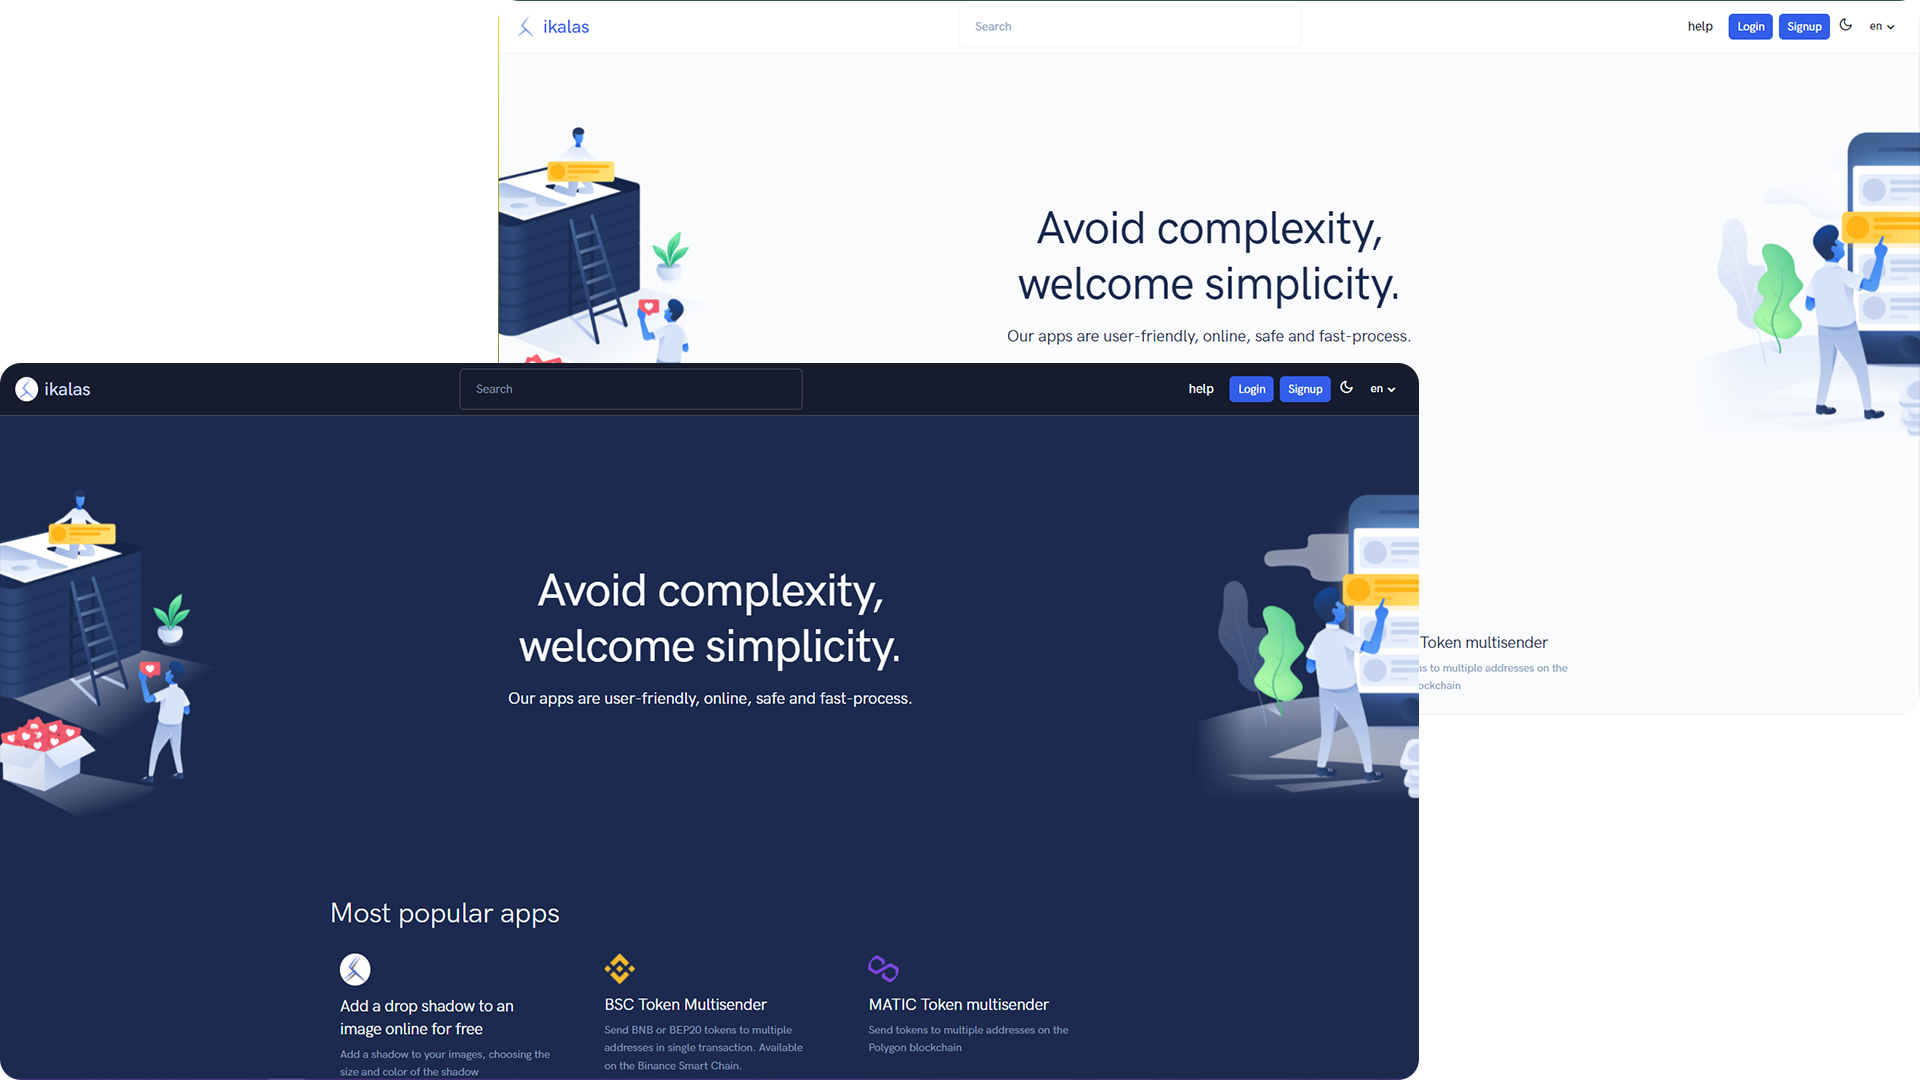 ikalas
Search
help
Login
Signup
en
Avoid complexity,
welcome simplicity.
Our apps are user-friendly, online, safe and fast-process.
Token multisender
to multiple addresses on the
ikalas
Search
help
Login
Signup
en
Avoid complexity,
welcome simplicity.
Our apps are user-friendly, online, safe and fast-process.
Most popular apps
Add a drop shadow to an
image online for free
Add a shadow to your images, choosing the
size and color of the shadow
BSC Token Multisender
Send BNB or BEP20 tokens to multiple
addresses in single transaction. Available
on the Binance Smart Chain.
MATIC Token multisender
Send tokens to multiple addresses on the
Polygon blockchain